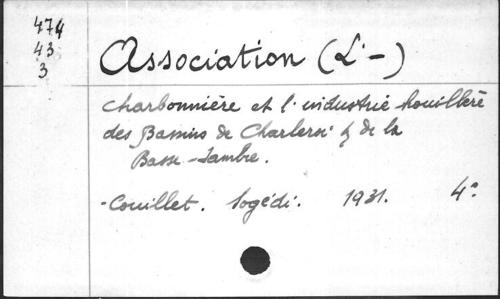 474
43
3
Association (L'-)
charbonnière et l'industrie houillère
des Bassins de Charleroi & de la
Basse-Sambre.
- Couillet. Sogédi. 1931. 4°